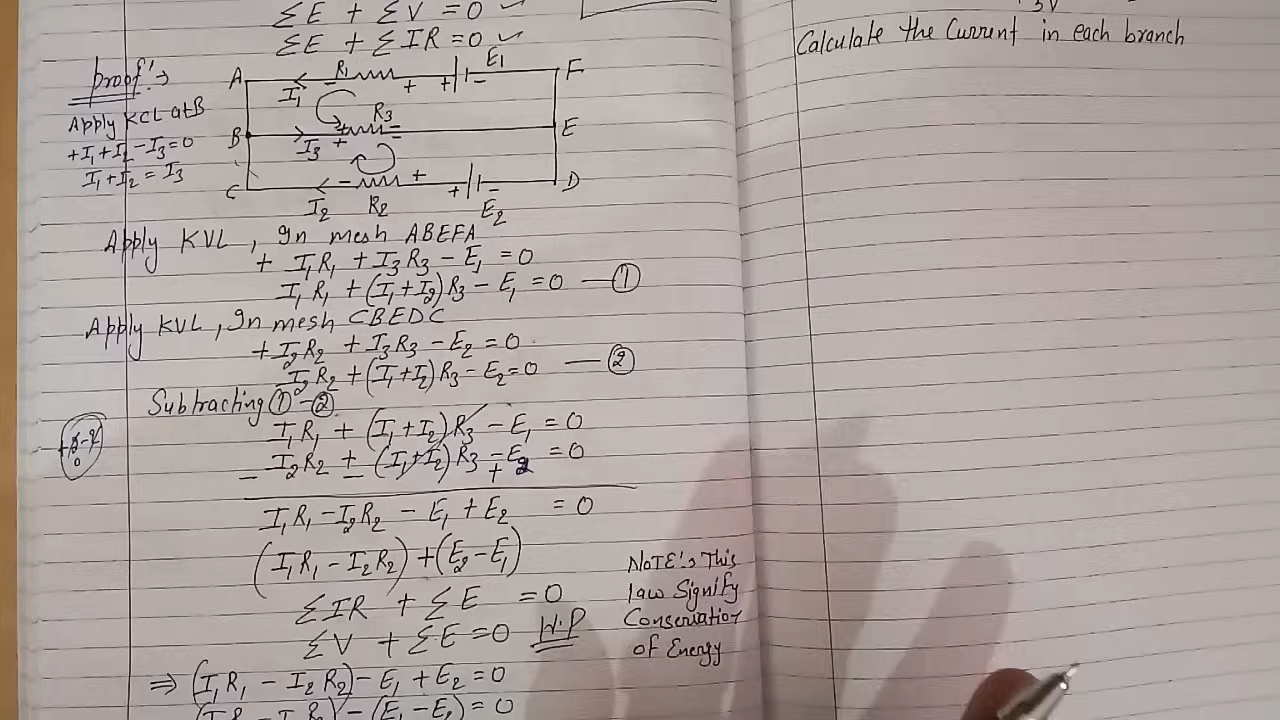 ΣE + ΣV = 0
ΣE + ΣIR = 0
Proof :→
Apply KCL at B
+I₁+I₂-I₃=0
I₁+I₂ = I₃
A R₁ + + - E₁ F
I₁
R₃
B I₃ + - E
C - + + - D
I₂ R₂ E₂
Apply KVL, In mesh ABEFA
+ I₁R₁ + I₃R₃ - E₁ = 0
I₁R₁ + (I₁+I₂)R₃ - E₁ = 0 — ①
Apply KVL, In mesh CBEDC
+ I₂R₂ + I₃R₃ - E₂ = 0
I₂R₂ + (I₁+I₂)R₃ - E₂ = 0 — ②
Subtracting ① - ②
I₁R₁ + (I₁+I₂)R₃ - E₁ = 0
I₂R₂ + (I₁+I₂)R₃ - E₂ = 0
- - +
I₁R₁ - I₂R₂ - E₁ + E₂ = 0
(I₁R₁ - I₂R₂) + (E₂ - E₁)
ΣIR + ΣE = 0
ΣV + ΣE = 0 H.P
⇒ (I₁R₁ - I₂R₂) - E₁ + E₂ = 0
NOTE :→ This
law Signify
Conservation
of Energy
3V
Calculate the Current in each branch